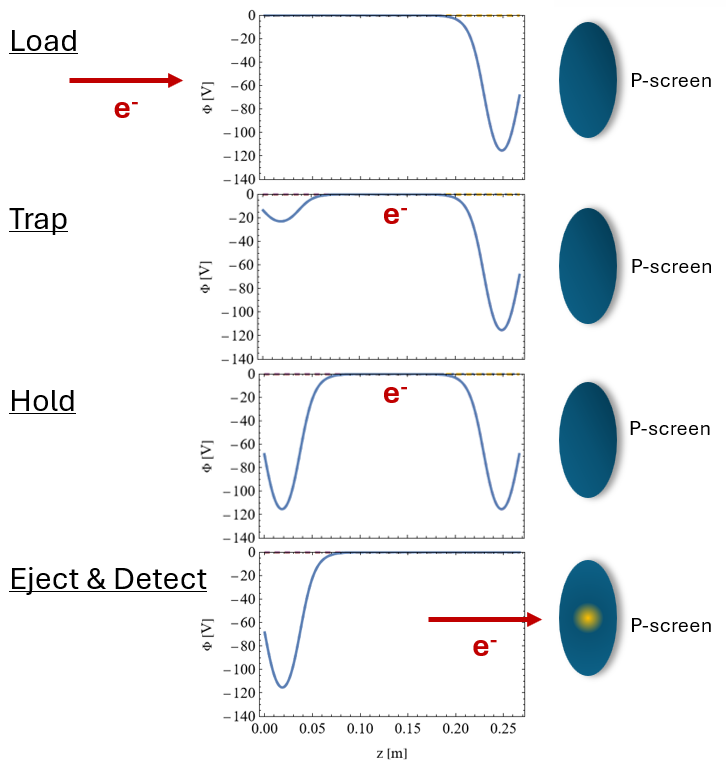 Load
e-
Φ [V]
0
−20
−40
−60
−80
−100
−120
−140
P-screen
Trap
e-
Φ [V]
0
−20
−40
−60
−80
−100
−120
−140
P-screen
Hold
e-
Φ [V]
0
−20
−40
−60
−80
−100
−120
−140
P-screen
Eject & Detect
e-
Φ [V]
0
−20
−40
−60
−80
−100
−120
−140
P-screen
0.00 0.05 0.10 0.15 0.20 0.25
z [m]